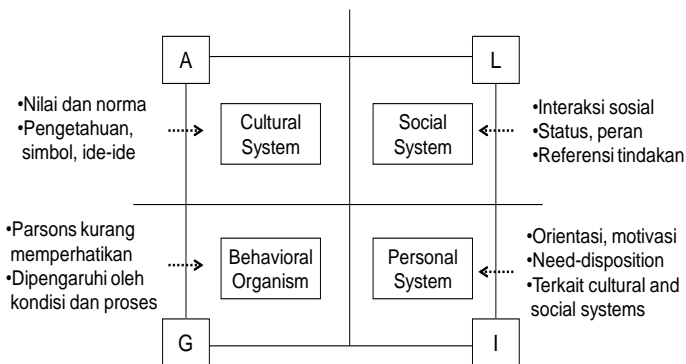 A
L
•Nilai dan norma
•Pengetahuan,
simbol, ide-ide
Cultural
System
Social
System
•Interaksi sosial
•Status, peran
•Referensi tindakan
•Parsons kurang
memperhatikan
•Dipengaruhi oleh
kondisi dan proses
Behavioral
Organism
Personal
System
•Orientasi, motivasi
•Need-disposition
•Terkait cultural and
social systems
G
I